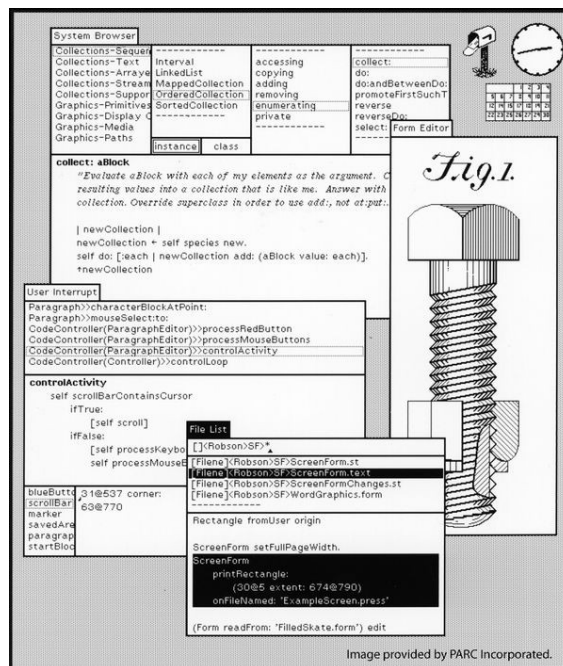 System Browser
Collections-Sequen
Collections-Text
Collections-Arraye
Collections-Stream
Collections-Suppor
Graphics-Primitives
Graphics-Display
Graphics-Media
Graphics-Paths
------------
Interval
LinkedList
MappedCollection
OrderedCollection
SortedCollection
------------
instance class
------------
accessing
copying
adding
removing
enumerating
private
------------
------------
collect:
do:
do:andBetweenDo:
promoteFirstSuchT
reverse
reverseDo:
select:
collect: aBlock
"Evaluate aBlock with each of my elements as the argument.
resulting values into a collection that is like me. Answer with
collection. Override superclass in order to use add:, not at:put:.
| newCollection |
newCollection ← self species new.
self do: [:each | newCollection add: (aBlock value: each)].
↑newCollection
Form Editor
Fig.1.
User Interrupt
Paragraph>>characterBlockAtPoint:
Paragraph>>mouseSelect:to:
CodeController(ParagraphEditor)>>processRedButton
CodeController(ParagraphEditor)>>processMouseButtons
CodeController(ParagraphEditor)>>controlActivity
CodeController(Controller)>>controlLoop
controlActivity
self scrollBarContainsCursor
ifTrue:
[self scroll]
ifFalse:
[self processKeybo
self processMouseB
blueButto
scrollBar
marker
savedAre
paragrap
startBloc
31@537 corner:
63@770
File List
[]<Robson>SF>*
[Filene]<Robson>SF>ScreenForm.st
[Filene]<Robson>SF>ScreenForm.text
[Filene]<Robson>SF>ScreenFormChanges.st
[Filene]<Robson>SF>WordGraphics.form
------------
Rectangle fromUser origin
ScreenForm setFullPageWidth.
ScreenForm
printRectangle:
(30@5 extent: 674@790)
onFileNamed: 'ExampleScreen.press'
(Form readFrom: 'FilledSkate.form') edit
Image provided by PARC Incorporated.